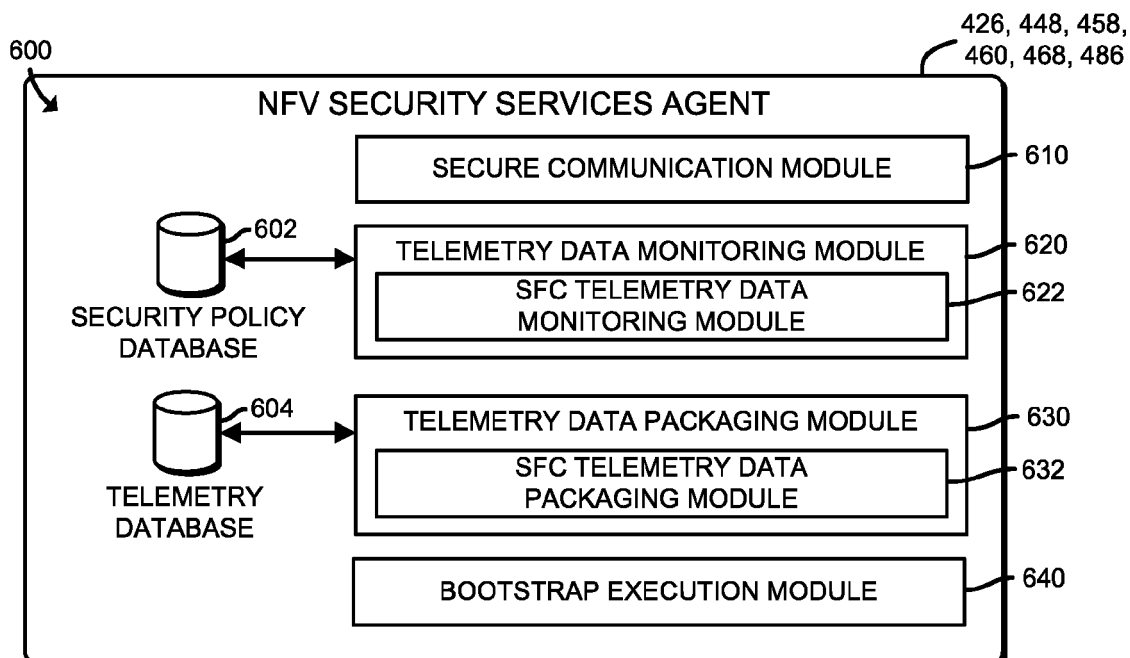 426, 448, 458,
460, 468, 486
600
NFV SECURITY SERVICES AGENT
SECURE COMMUNICATION MODULE
610
602
SECURITY POLICY
DATABASE
TELEMETRY DATA MONITORING MODULE
620
SFC TELEMETRY DATA
MONITORING MODULE
622
604
TELEMETRY
DATABASE
TELEMETRY DATA PACKAGING MODULE
630
SFC TELEMETRY DATA
PACKAGING MODULE
632
BOOTSTRAP EXECUTION MODULE
640